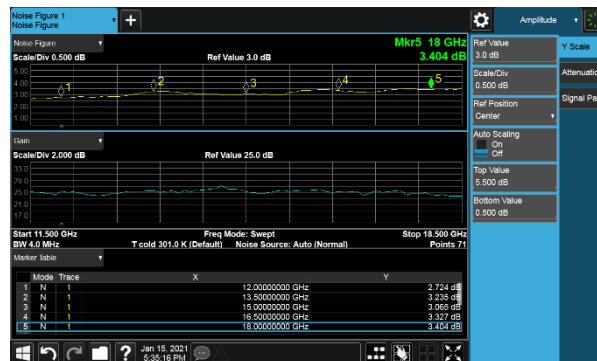 Noise Figure 1
Noise Figure
Amplitude
Noise Figure
Mkr5 18 GHz
Scale/Div 0.500 dB
Ref Value 3.0 dB
3.404 dB
5.00
4.00
3.00
2.00
1.00
1
2
3
4
5
Gain
Scale/Div 2.000 dB
Ref Value 25.0 dB
33.0
29.0
25.0
21.0
17.0
Start 11.500 GHz
Freq Mode: Swept
Stop 18.500 GHz
BW 4.0 MHz
T cold 301.0 K (Default) Noise Source: Auto (Normal)
Points 71
Marker Table
Mode Trace X Y
1 N 1 12.00000000 GHz 2.724 dB
2 N 1 13.50000000 GHz 3.235 dB
3 N 1 15.00000000 GHz 3.065 dB
4 N 1 16.50000000 GHz 3.327 dB
5 N 1 18.00000000 GHz 3.404 dB
Jan 15, 2021
5:35:16 PM
Ref Value
3.0 dB
Scale/Div
0.500 dB
Ref Position
Center
Auto Scaling
On
Off
Top Value
5.500 dB
Bottom Value
0.500 dB
Y Scale
Attenuatio
Signal Pa